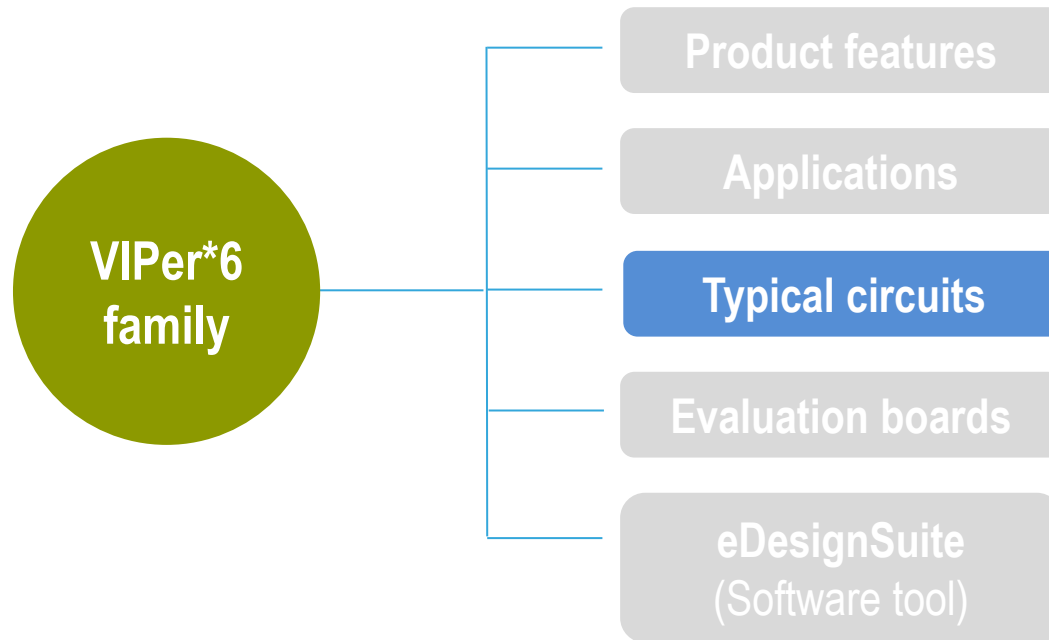 VIPer*6
family
Product features
Applications
Typical circuits
Evaluation boards
eDesignSuite
(Software tool)